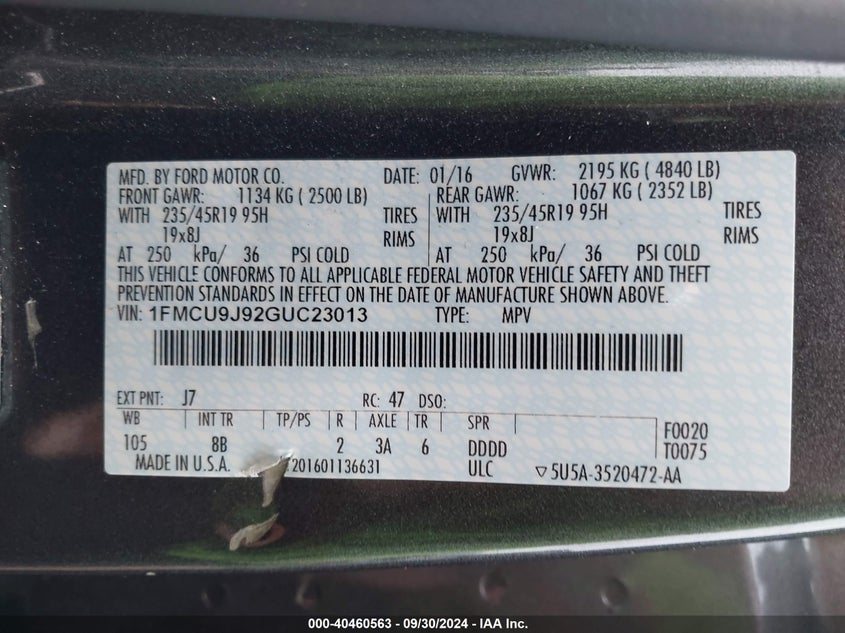 MFD. BY FORD MOTOR CO. DATE: 01/16 GVWR: 2195 KG ( 4840 LB)
FRONT GAWR: 1134 KG ( 2500 LB) REAR GAWR: 1067 KG ( 2352 LB)
WITH 235/45R19 95H TIRES WITH 235/45R19 95H TIRES
19x8J RIMS 19x8J RIMS
AT 250 kPa/ 36 PSI COLD AT 250 kPa/ 36 PSI COLD
THIS VEHICLE CONFORMS TO ALL APPLICABLE FEDERAL MOTOR VEHICLE SAFETY AND THEFT
PREVENTION STANDARDS IN EFFECT ON THE DATE OF MANUFACTURE SHOWN ABOVE.
VIN: 1FMCU9J92GUC23013 TYPE: MPV
EXT PNT: J7 RC: 47 DSO:
WB INT TR TP/PS R AXLE TR SPR F0020
105 8B 2 3A 6 DDDD T0075
MADE IN U.S.A. 201601136631 ULC ▽5U5A-3520472-AA
000-40460563 - 09/30/2024 - IAA Inc.